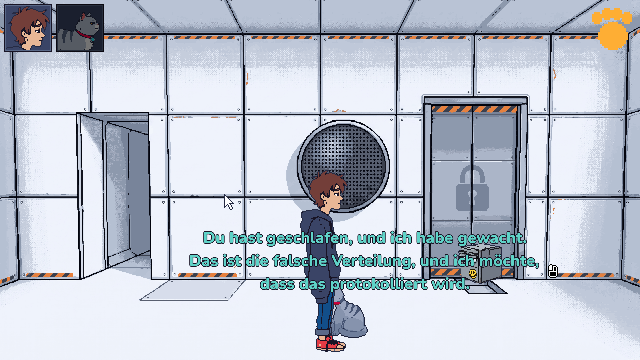 Du hast geschlafen, und ich habe gewacht.
Das ist die falsche Verteilung, und ich möchte,
dass das protokolliert wird.